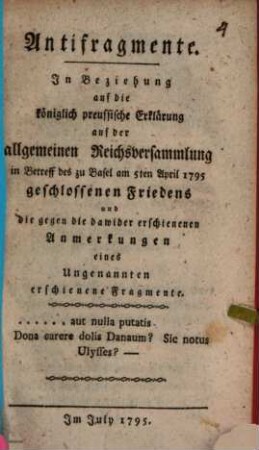 4
Antifragmente.
In Beziehung
auf die
königlich preussische Erklärung
auf der
allgemeinen Reichsversammlung
in Betreff des zu Basel am 5ten April 1795
geschlossenen Friedens
und
die gegen die dawider erschienenen
Anmerkungen
eines
Ungenannten
erschienene Fragmente.
. . . . . . aut nulla putatis
Dona carere dolis Danaum? Sic notus
Ulysses? —
Im July 1795.